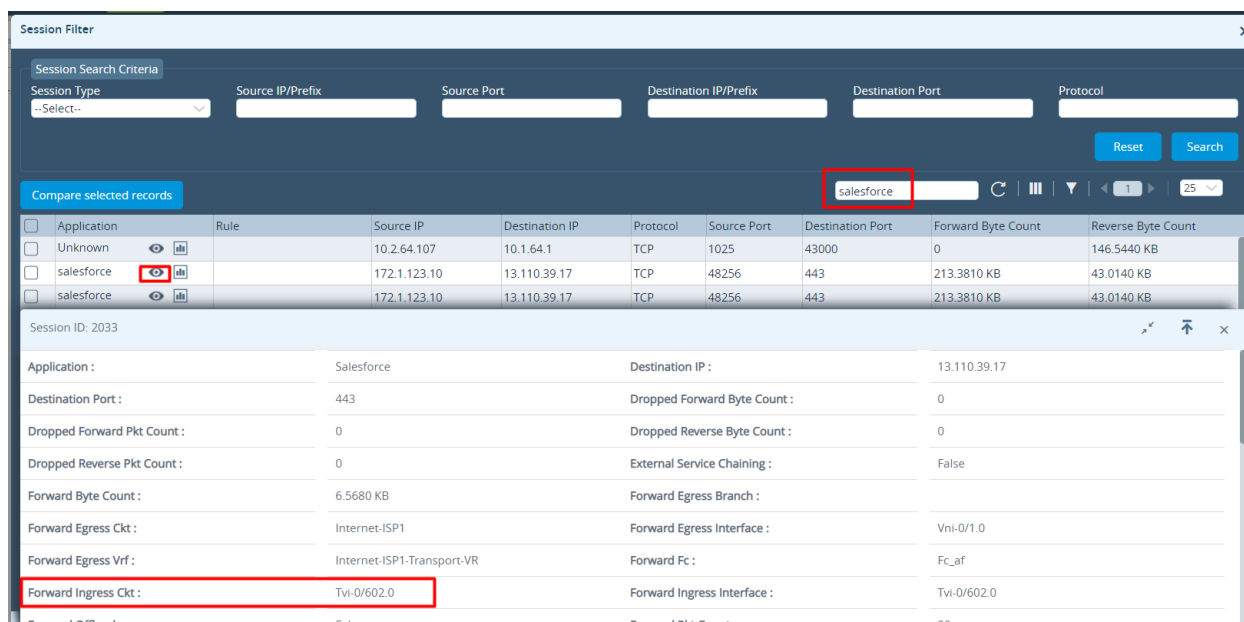 Session Filter
Session Search Criteria
Session Type Source IP/Prefix Source Port Destination IP/Prefix Destination Port Protocol
--Select--
Reset Search
Compare selected records salesforce 1 25
Application Rule Source IP Destination IP Protocol Source Port Destination Port Forward Byte Count Reverse Byte Count
Unknown 10.2.64.107 10.1.64.1 TCP 1025 43000 0 146.5440 KB
salesforce 172.1.123.10 13.110.39.17 TCP 48256 443 213.3810 KB 43.0140 KB
salesforce 172.1.123.10 13.110.39.17 TCP 48256 443 213.3810 KB 43.0140 KB
Session ID: 2033
Application : Salesforce Destination IP : 13.110.39.17
Destination Port : 443 Dropped Forward Byte Count : 0
Dropped Forward Pkt Count : 0 Dropped Reverse Byte Count : 0
Dropped Reverse Pkt Count : 0 External Service Chaining : False
Forward Byte Count : 6.5680 KB Forward Egress Branch :
Forward Egress Ckt : Internet-ISP1 Forward Egress Interface : Vni-0/1.0
Forward Egress Vrf : Internet-ISP1-Transport-VR Forward Fc : Fc_af
Forward Ingress Ckt : Tvi-0/602.0 Forward Ingress Interface : Tvi-0/602.0